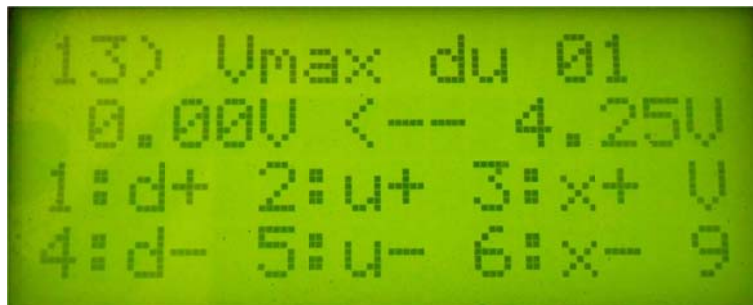 13) Vmax du 01
0.00V <-- 4.25V
1:d+ 2:u+ 3:x+ V
4:d- 5:u- 6:x- 9